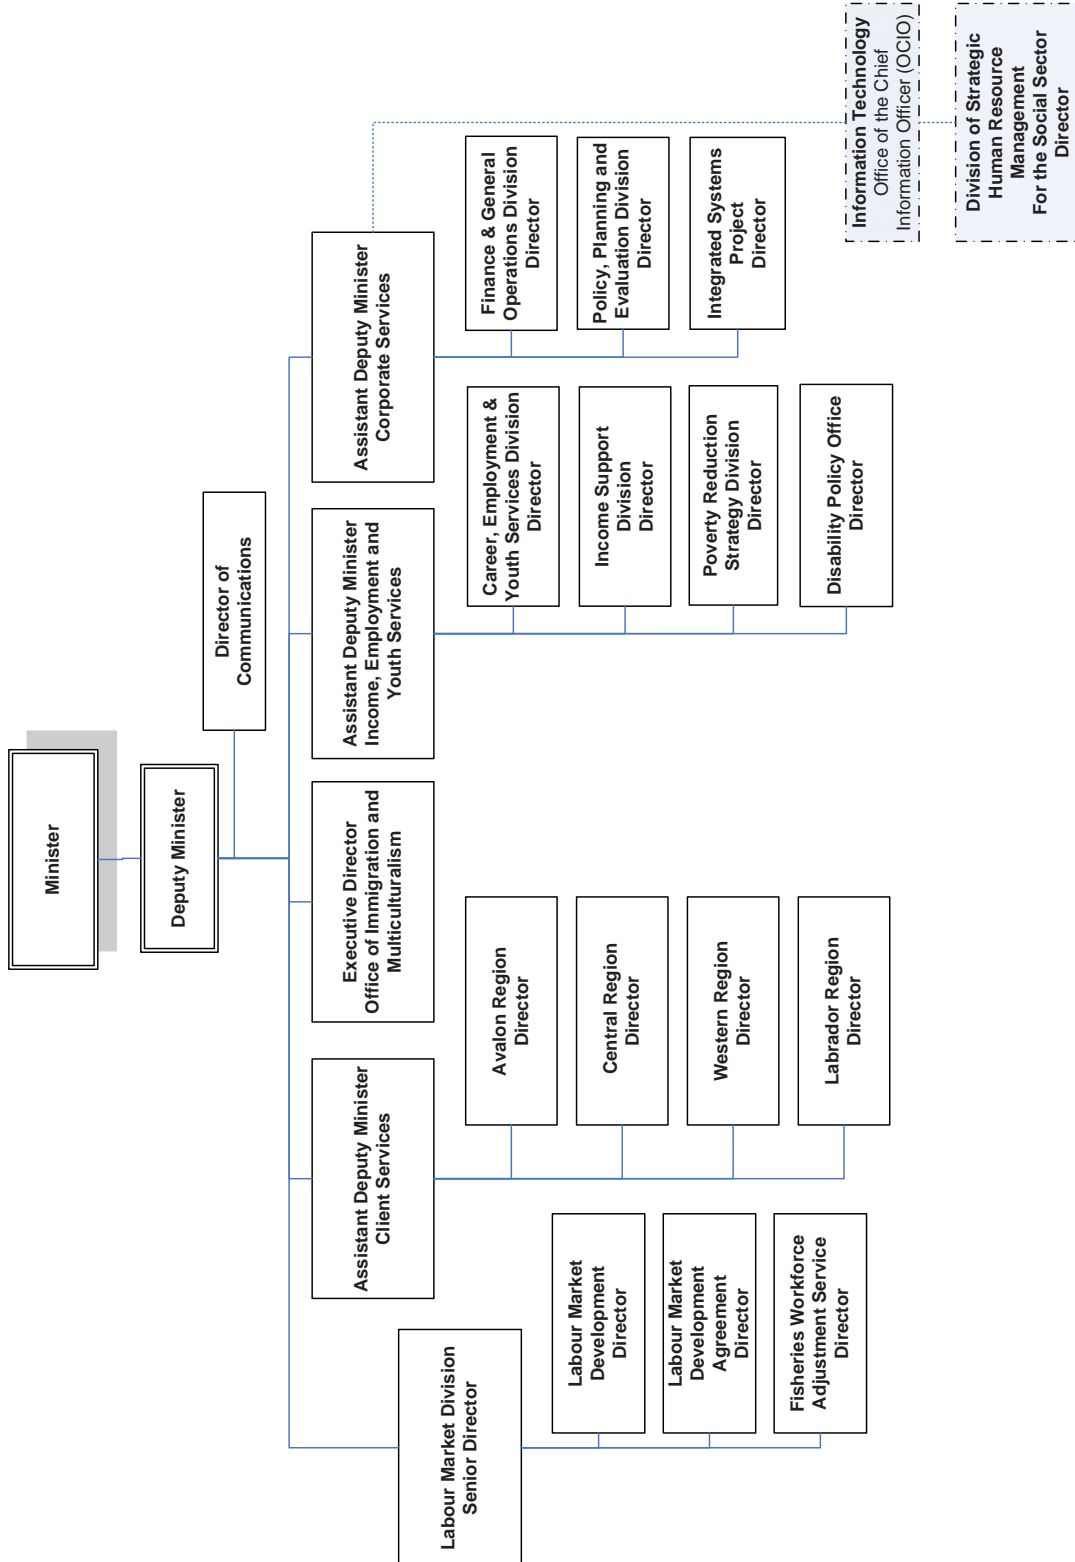 Minister
Deputy Minister
Director of
Communications
Labour Market Division
Senior Director
Labour Market
Development
Director
Labour Market
Development
Agreement
Director
Fisheries Workforce
Adjustment Service
Director
Assistant Deputy Minister
Client Services
Avalon Region
Director
Central Region
Director
Western Region
Director
Labrador Region
Director
Executive Director
Office of Immigration and
Multiculturalism
Assistant Deputy Minister
Income, Employment and
Youth Services
Career, Employment &
Youth Services Division
Director
Income Support
Division
Director
Poverty Reduction
Strategy Division
Director
Disability Policy Office
Director
Assistant Deputy Minister
Corporate Services
Finance & General
Operations Division
Director
Policy, Planning and
Evaluation Division
Director
Integrated Systems
Project
Director
Information Technology
Office of the Chief
Information Officer (OCIO)
Division of Strategic
Human Resource
Management
For the Social Sector
Director